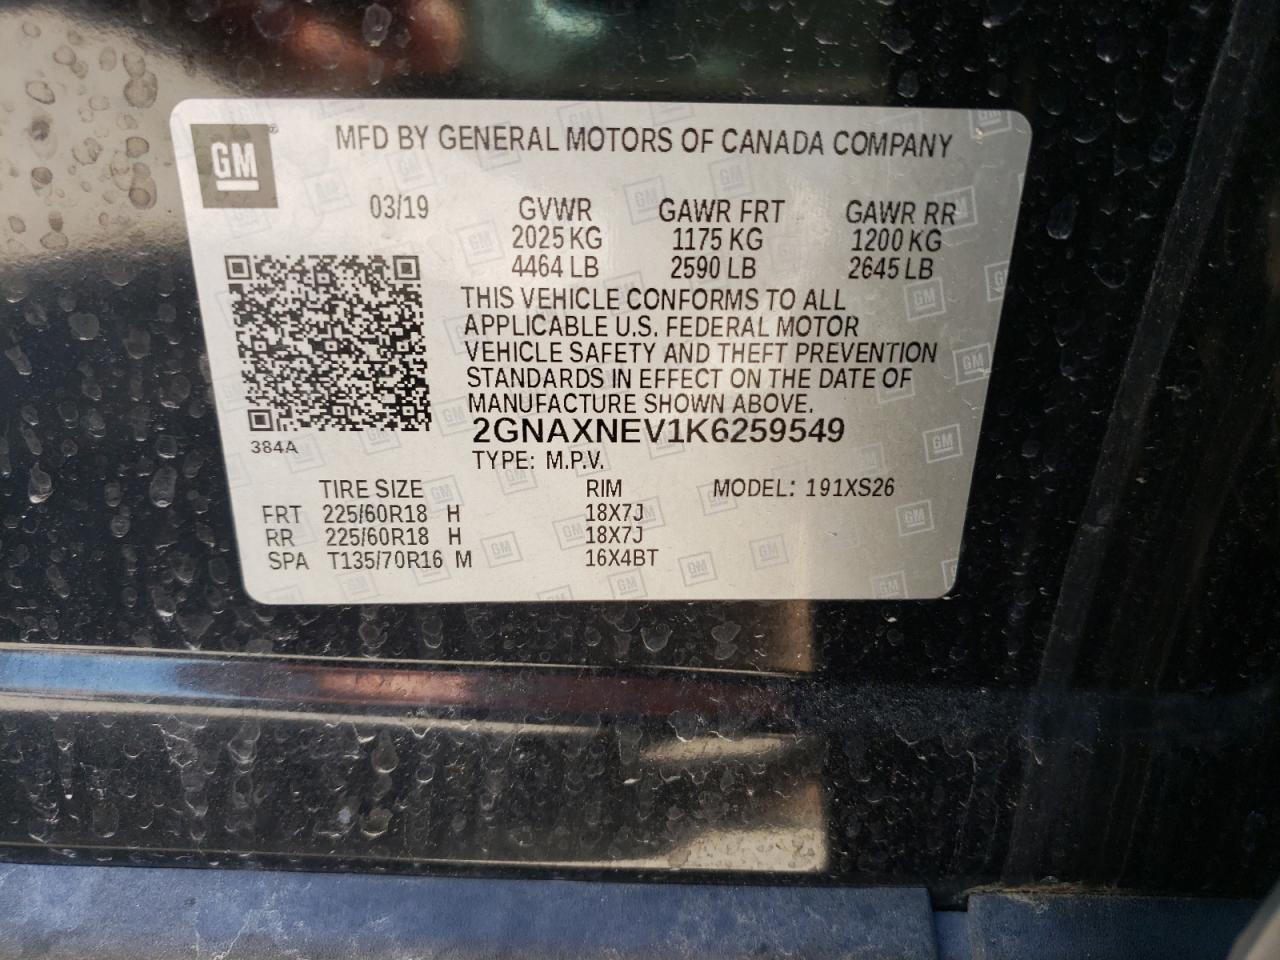 GM ®
MFD BY GENERAL MOTORS OF CANADA COMPANY
03/19 GVWR GAWR FRT GAWR RR
2025 KG 1175 KG 1200 KG
4464 LB 2590 LB 2645 LB
THIS VEHICLE CONFORMS TO ALL
APPLICABLE U.S. FEDERAL MOTOR
VEHICLE SAFETY AND THEFT PREVENTION
STANDARDS IN EFFECT ON THE DATE OF
MANUFACTURE SHOWN ABOVE.
384A 2GNAXNEV1K6259549
TYPE: M.P.V.
TIRE SIZE RIM MODEL: 191XS26
FRT 225/60R18 H 18X7J
RR 225/60R18 H 18X7J
SPA T135/70R16 M 16X4BT